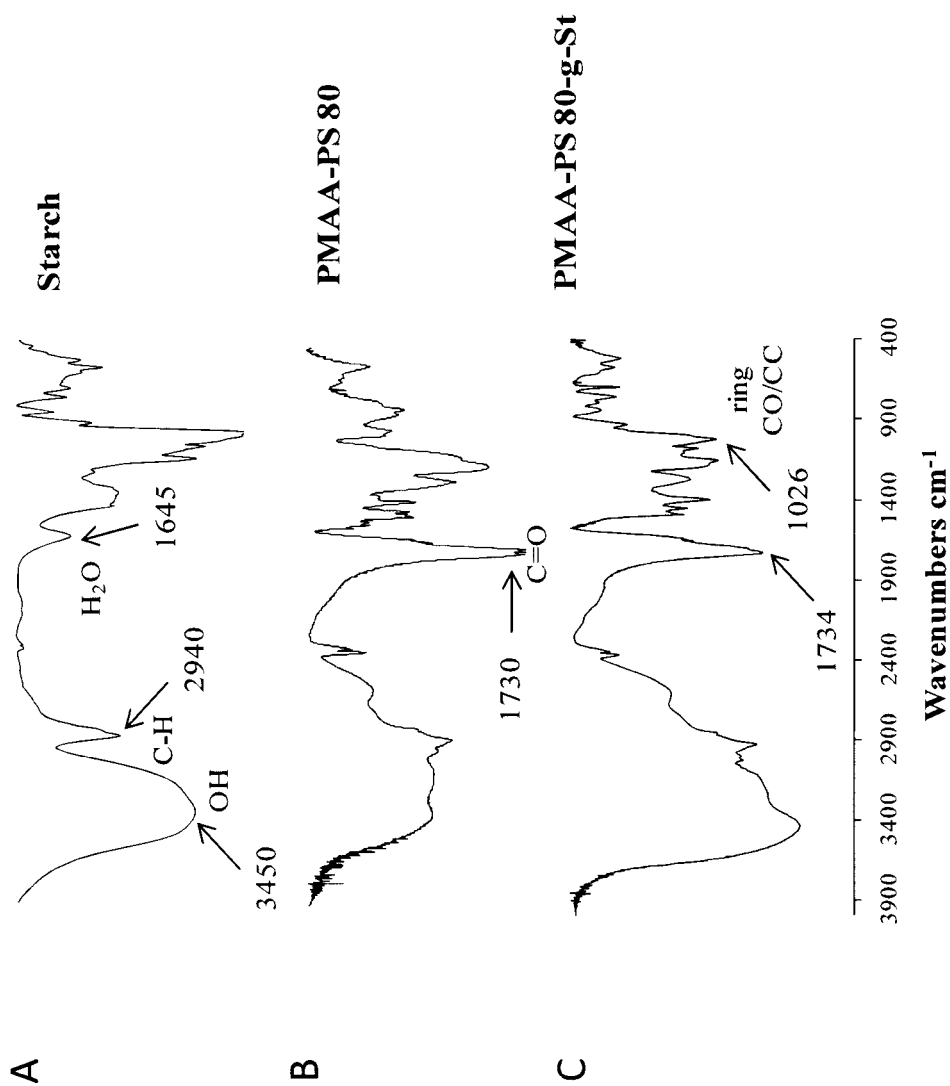 A
Starch
3450
OH
C-H
2940
H₂O
1645
B
PMAA-PS 80
1730
C=O
C
PMAA-PS 80-g-St
1734
1026
ring
CO/CC
3900 3400 2900 2400 1900 1400 900 400
Wavenumbers cm⁻¹